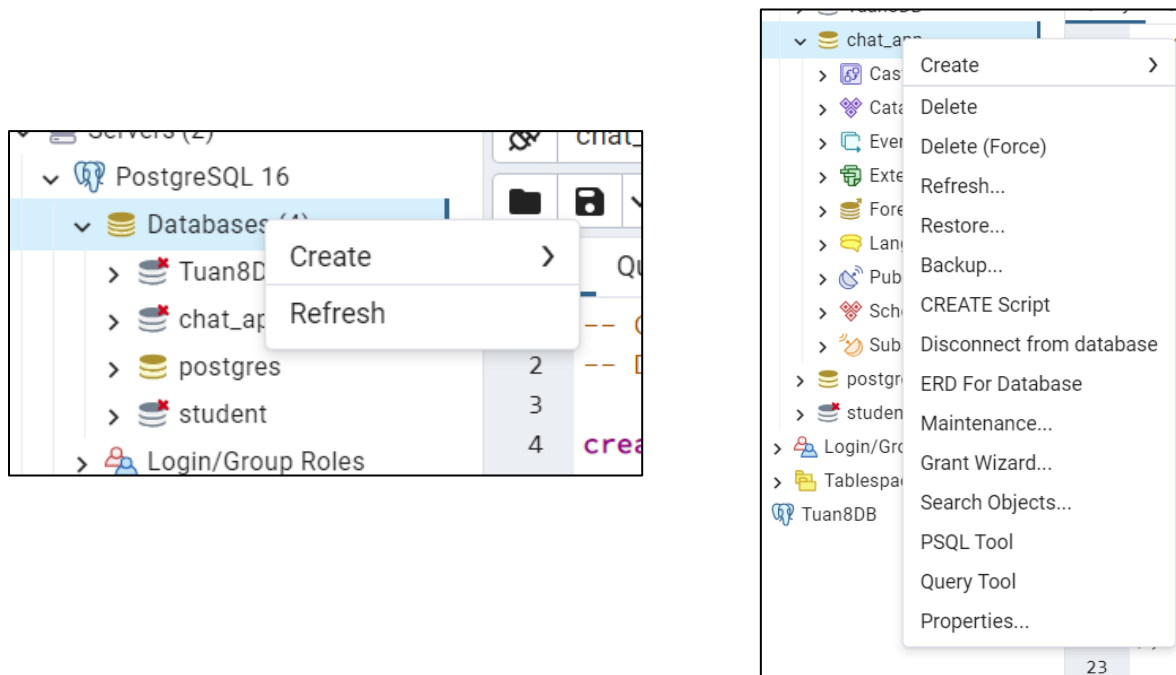 Servers (2)
PostgreSQL 16
Databases (4)
Tuan8D
chat_ap
postgres
student
Login/Group Roles
Create
Refresh
chat_
Qu
--
2 --
3
4 crea
chat_app
Cas
Cata
Ever
Exte
Fore
Lang
Pub
Sche
Sub
postgr
studen
Login/Gro
Tablespa
Tuan8DB
Create
Delete
Delete (Force)
Refresh...
Restore...
Backup...
CREATE Script
Disconnect from database
ERD For Database
Maintenance...
Grant Wizard...
Search Objects...
PSQL Tool
Query Tool
Properties...
23